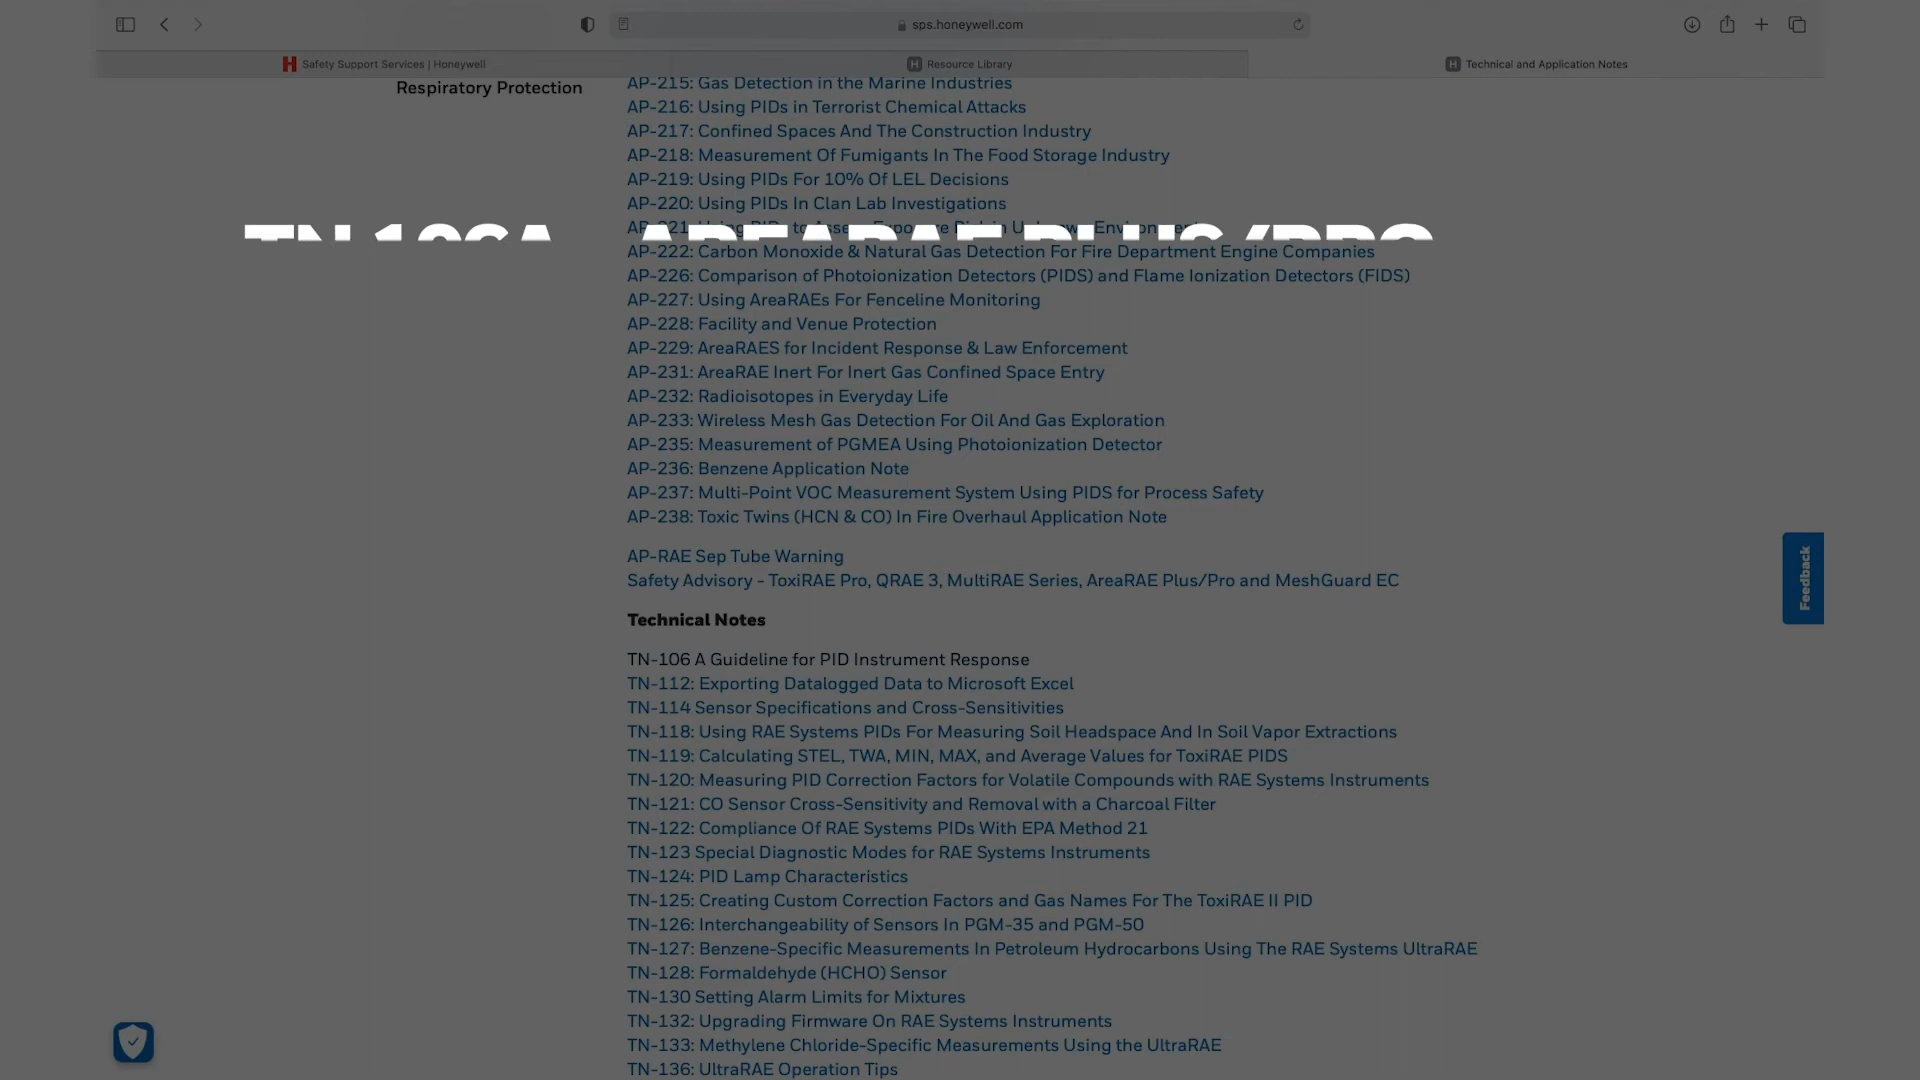 sps.honeywell.com
Safety Support Services | Honeywell
Resource Library
Technical and Application Notes
Respiratory Protection
AP-215: Gas Detection in the Marine Industries
AP-216: Using PIDs in Terrorist Chemical Attacks
AP-217: Confined Spaces And The Construction Industry
AP-218: Measurement Of Fumigants In The Food Storage Industry
AP-219: Using PIDs For 10% Of LEL Decisions
AP-220: Using PIDs In Clan Lab Investigations
AP-222: Carbon Monoxide & Natural Gas Detection For Fire Department Engine Companies
AP-226: Comparison of Photoionization Detectors (PIDS) and Flame Ionization Detectors (FIDS)
AP-227: Using AreaRAEs For Fenceline Monitoring
AP-228: Facility and Venue Protection
AP-229: AreaRAES for Incident Response & Law Enforcement
AP-231: AreaRAE Inert For Inert Gas Confined Space Entry
AP-232: Radioisotopes in Everyday Life
AP-233: Wireless Mesh Gas Detection For Oil And Gas Exploration
AP-235: Measurement of PGMEA Using Photoionization Detector
AP-236: Benzene Application Note
AP-237: Multi-Point VOC Measurement System Using PIDS for Process Safety
AP-238: Toxic Twins (HCN & CO) In Fire Overhaul Application Note
AP-RAE Sep Tube Warning
Safety Advisory - ToxiRAE Pro, QRAE 3, MultiRAE Series, AreaRAE Plus/Pro and MeshGuard EC
Feedback
Technical Notes
TN-106 A Guideline for PID Instrument Response
TN-112: Exporting Datalogged Data to Microsoft Excel
TN-114 Sensor Specifications and Cross-Sensitivities
TN-118: Using RAE Systems PIDs For Measuring Soil Headspace And In Soil Vapor Extractions
TN-119: Calculating STEL, TWA, MIN, MAX, and Average Values for ToxiRAE PIDS
TN-120: Measuring PID Correction Factors for Volatile Compounds with RAE Systems Instruments
TN-121: CO Sensor Cross-Sensitivity and Removal with a Charcoal Filter
TN-122: Compliance Of RAE Systems PIDs With EPA Method 21
TN-123 Special Diagnostic Modes for RAE Systems Instruments
TN-124: PID Lamp Characteristics
TN-125: Creating Custom Correction Factors and Gas Names For The ToxiRAE II PID
TN-126: Interchangeability of Sensors In PGM-35 and PGM-50
TN-127: Benzene-Specific Measurements In Petroleum Hydrocarbons Using The RAE Systems UltraRAE
TN-128: Formaldehyde (HCHO) Sensor
TN-130 Setting Alarm Limits for Mixtures
TN-132: Upgrading Firmware On RAE Systems Instruments
TN-133: Methylene Chloride-Specific Measurements Using the UltraRAE
TN-136: UltraRAE Operation Tips